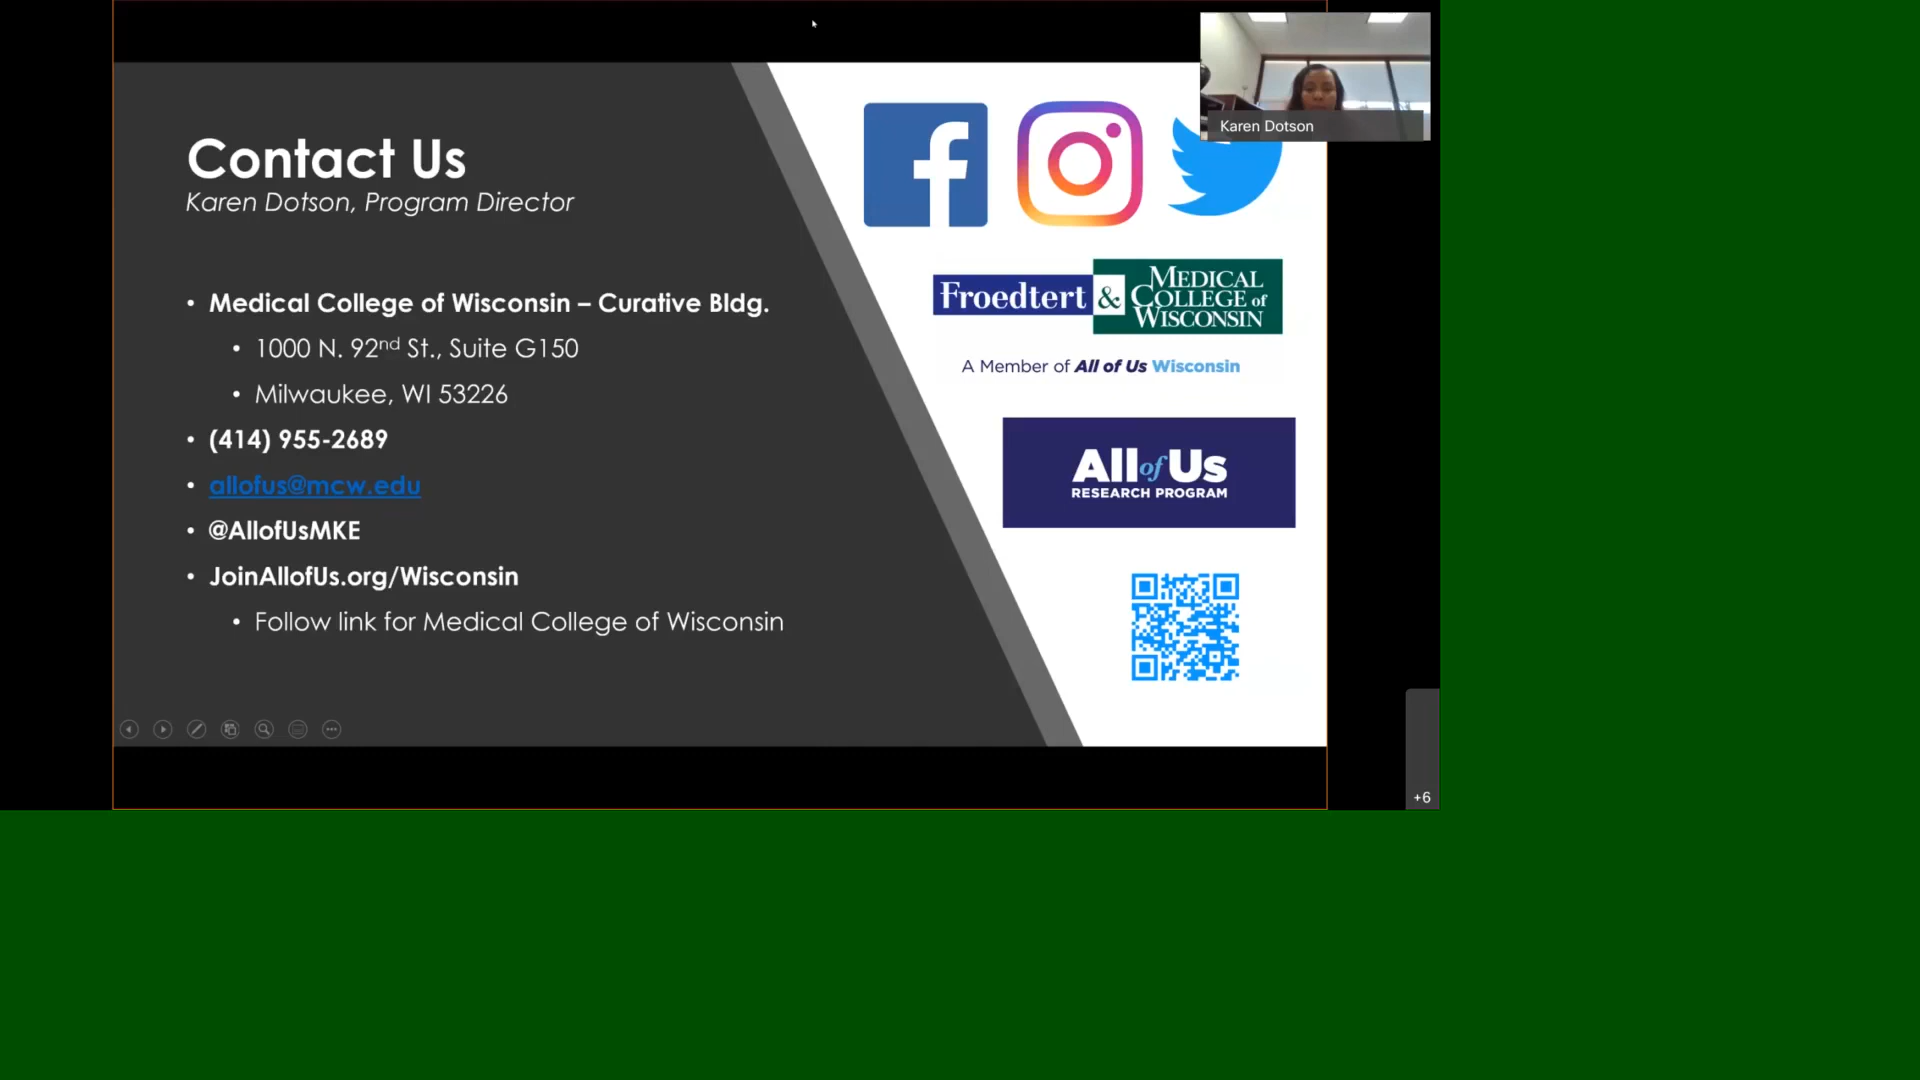 Contact Us
Karen Dotson, Program Director
• Medical College of Wisconsin – Curative Bldg.
• 1000 N. 92nd St., Suite G150
• Milwaukee, WI 53226
• (414) 955-2689
• allofus@mcw.edu
• @AllofUsMKE
• JoinAllofUs.org/Wisconsin
• Follow link for Medical College of Wisconsin
Karen Dotson
Froedtert & MEDICAL COLLEGE of WISCONSIN
A Member of All of Us Wisconsin
All of Us
RESEARCH PROGRAM
+6